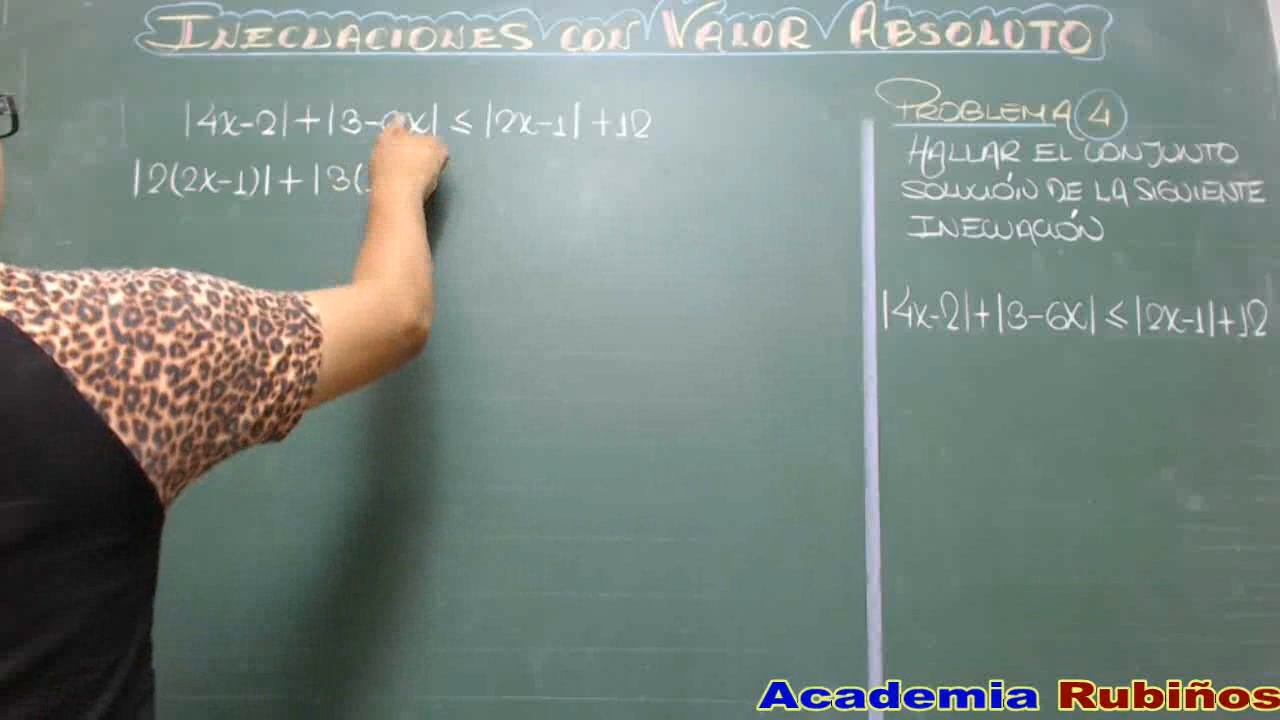 INECUACIONES CON VALOR ABSOLUTO
|4x-2|+|3-6x| ≤ |2x-1|+12
|2(2x-1)|+|3(
PROBLEMA 4
HALLAR EL CONJUNTO
SOLUCIÓN DE LA SIGUIENTE
INECUACIÓN
|4x-2|+|3-6x| ≤ |2x-1|+12
Academia Rubiños